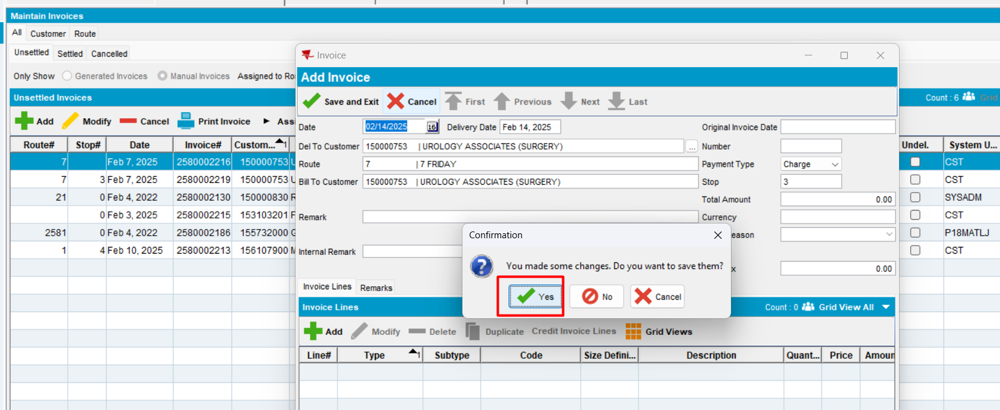 Maintain Invoices
All Customer Route
Unsettled Settled Cancelled
Only Show Generated Invoices Manual Invoices Assigned to Ro
Unsettled Invoices
Add Modify Cancel Print Invoice Ass
Route# Stop# Date Invoice# Custom... 1
7 Feb 7, 2025 2580002216 150000753
7 3 Feb 7, 2025 2580002219 150000753
21 0 Feb 4, 2022 2580002130 150000830 R
0 Feb 3, 2025 2580002215 153103201 F
2581 0 Feb 4, 2022 2580002186 155732000
1 4 Feb 10, 2025 2580002213 156107900
Invoice
Add Invoice
Save and Exit Cancel First Previous Next Last
Date 02/14/2025 16 Delivery Date Feb 14, 2025 Original Invoice Date
Del To Customer 150000753 | UROLOGY ASSOCIATES (SURGERY) ... Number
Route 7 | 7 FRIDAY Payment Type Charge
Bill To Customer 150000753 | UROLOGY ASSOCIATES (SURGERY) Stop 3
Total Amount 0.00
Remark Currency
eason
Internal Remark
x 0.00
Confirmation
You made some changes. Do you want to save them?
Yes No Cancel
Invoice Lines Remarks
Invoice Lines Count : 0 Grid View All
Add Modify Delete Duplicate Credit Invoice Lines Grid Views
Line# Type 1 Subtype Code Size Defini... Description Quant... Price Amoun
Count : 6 Grid
Undel. System U...
CST
CST
SYSADM
CST
P18MATLJ
CST